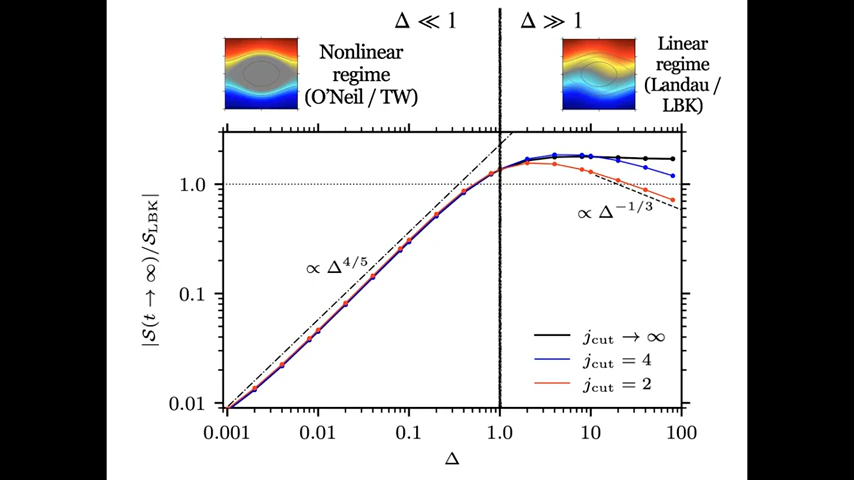 Δ ≪ 1
Δ ≫ 1
Nonlinear
regime
(O'Neil / TW)
Linear
regime
(Landau /
LBK)
|𝒮(t → ∞)/𝒮LBK|
1.0
0.1
0.01
∝ Δ^{4/5}
∝ Δ^{−1/3}
j_cut → ∞
j_cut = 4
j_cut = 2
0.001
0.01
0.1
1.0
10
100
Δ